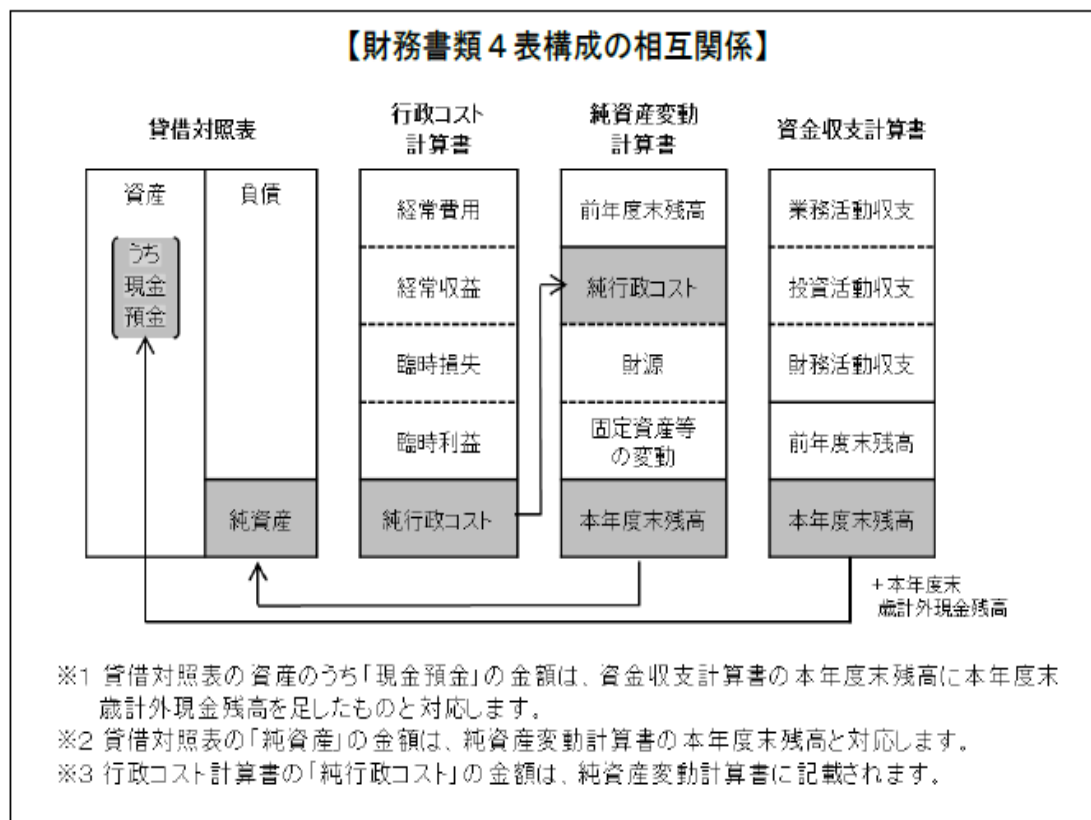 【財務書類４表構成の相互関係】
貸借対照表
行政コスト
計算書
純資産変動
計算書
資金収支計算書
資産
うち
現金
預金
負債
純資産
経常費用
経常収益
臨時損失
臨時利益
純行政コスト
前年度末残高
純行政コスト
財源
固定資産等
の変動
本年度末残高
業務活動収支
投資活動収支
財務活動収支
前年度末残高
本年度末残高
＋本年度末
歳計外現金残高
※1 貸借対照表の資産のうち「現金預金」の金額は、資金収支計算書の本年度末残高に本年度末
歳計外現金残高を足したものと対応します。
※2 貸借対照表の「純資産」の金額は、純資産変動計算書の本年度末残高と対応します。
※3 行政コスト計算書の「純行政コスト」の金額は、純資産変動計算書に記載されます。